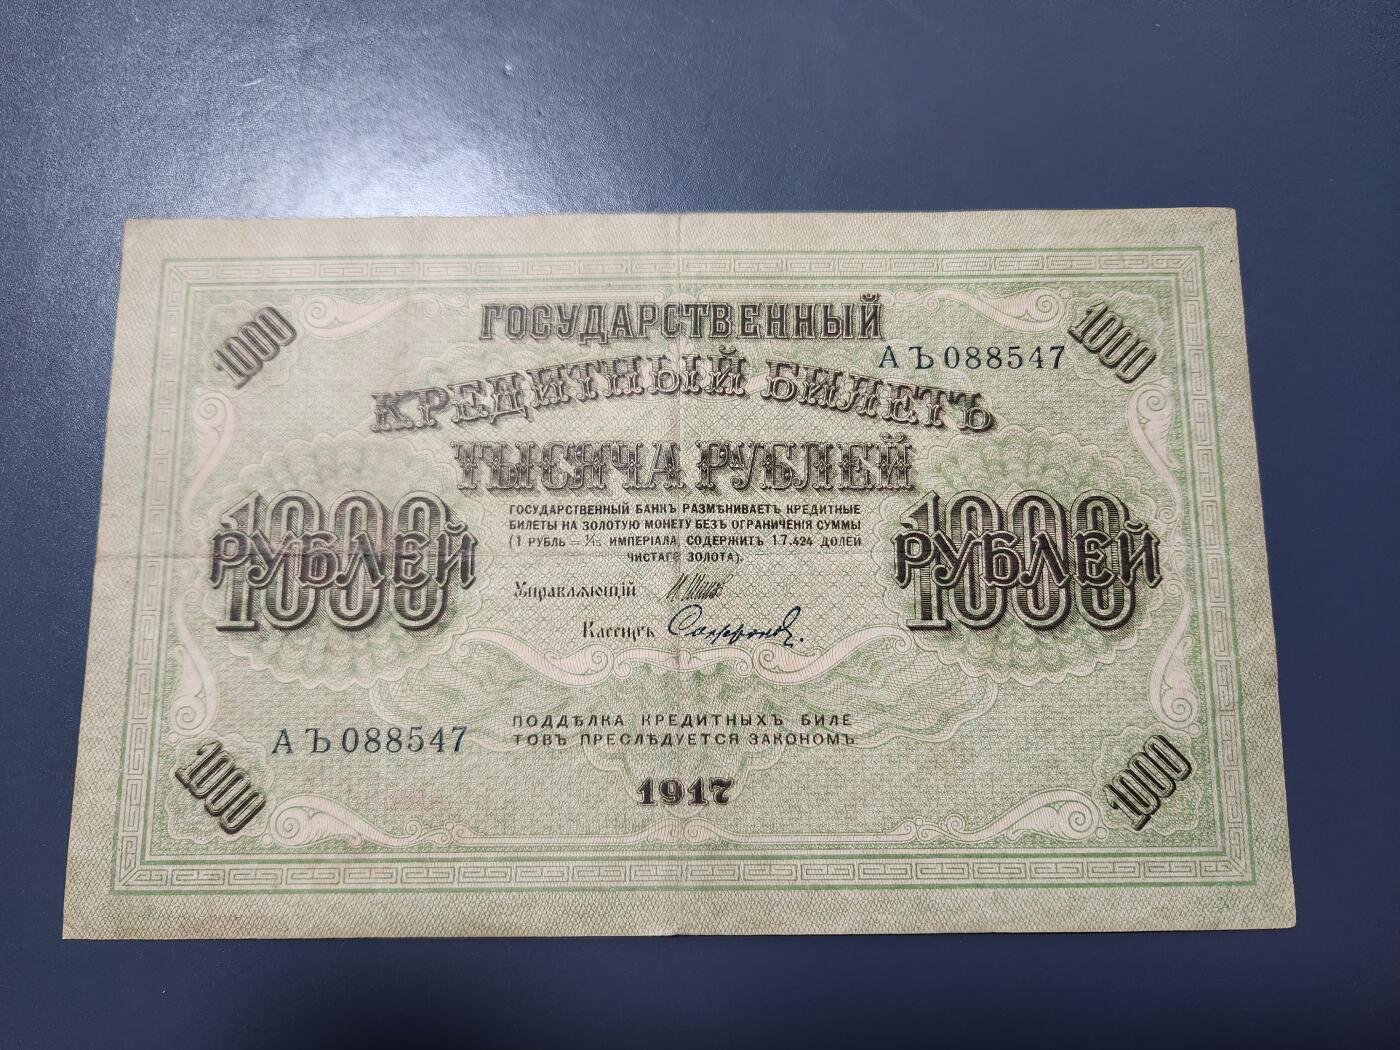 1000
ГОСУДАРСТВЕННЫЙ
1000
АЪ 088547
КРЕДИТНЫЙ БИЛЕТЪ
ТЫСЯЧА РУБЛЕЙ
1000
РУБЛЕЙ
1000
РУБЛЕЙ
ГОСУДАРСТВЕННЫЙ БАНКЪ РАЗМѢНИВАЕТЪ КРЕДИТНЫЕ
БИЛЕТЫ НА ЗОЛОТУЮ МОНЕТУ БЕЗЪ ОГРАНИЧЕНІЯ СУММЫ
(1 РУБЛЬ = 1/15 ИМПЕРІАЛА, СОДЕРЖИТЪ 17.424 ДОЛЕЙ
ЧИСТАГО ЗОЛОТА).
Управляющій
Кассиръ
АЪ 088547
ПОДДѢЛКА КРЕДИТНЫХЪ БИЛЕ
ТОВЪ ПРЕСЛѢДУЕТСЯ ЗАКОНОМЪ
1917
1000
1000